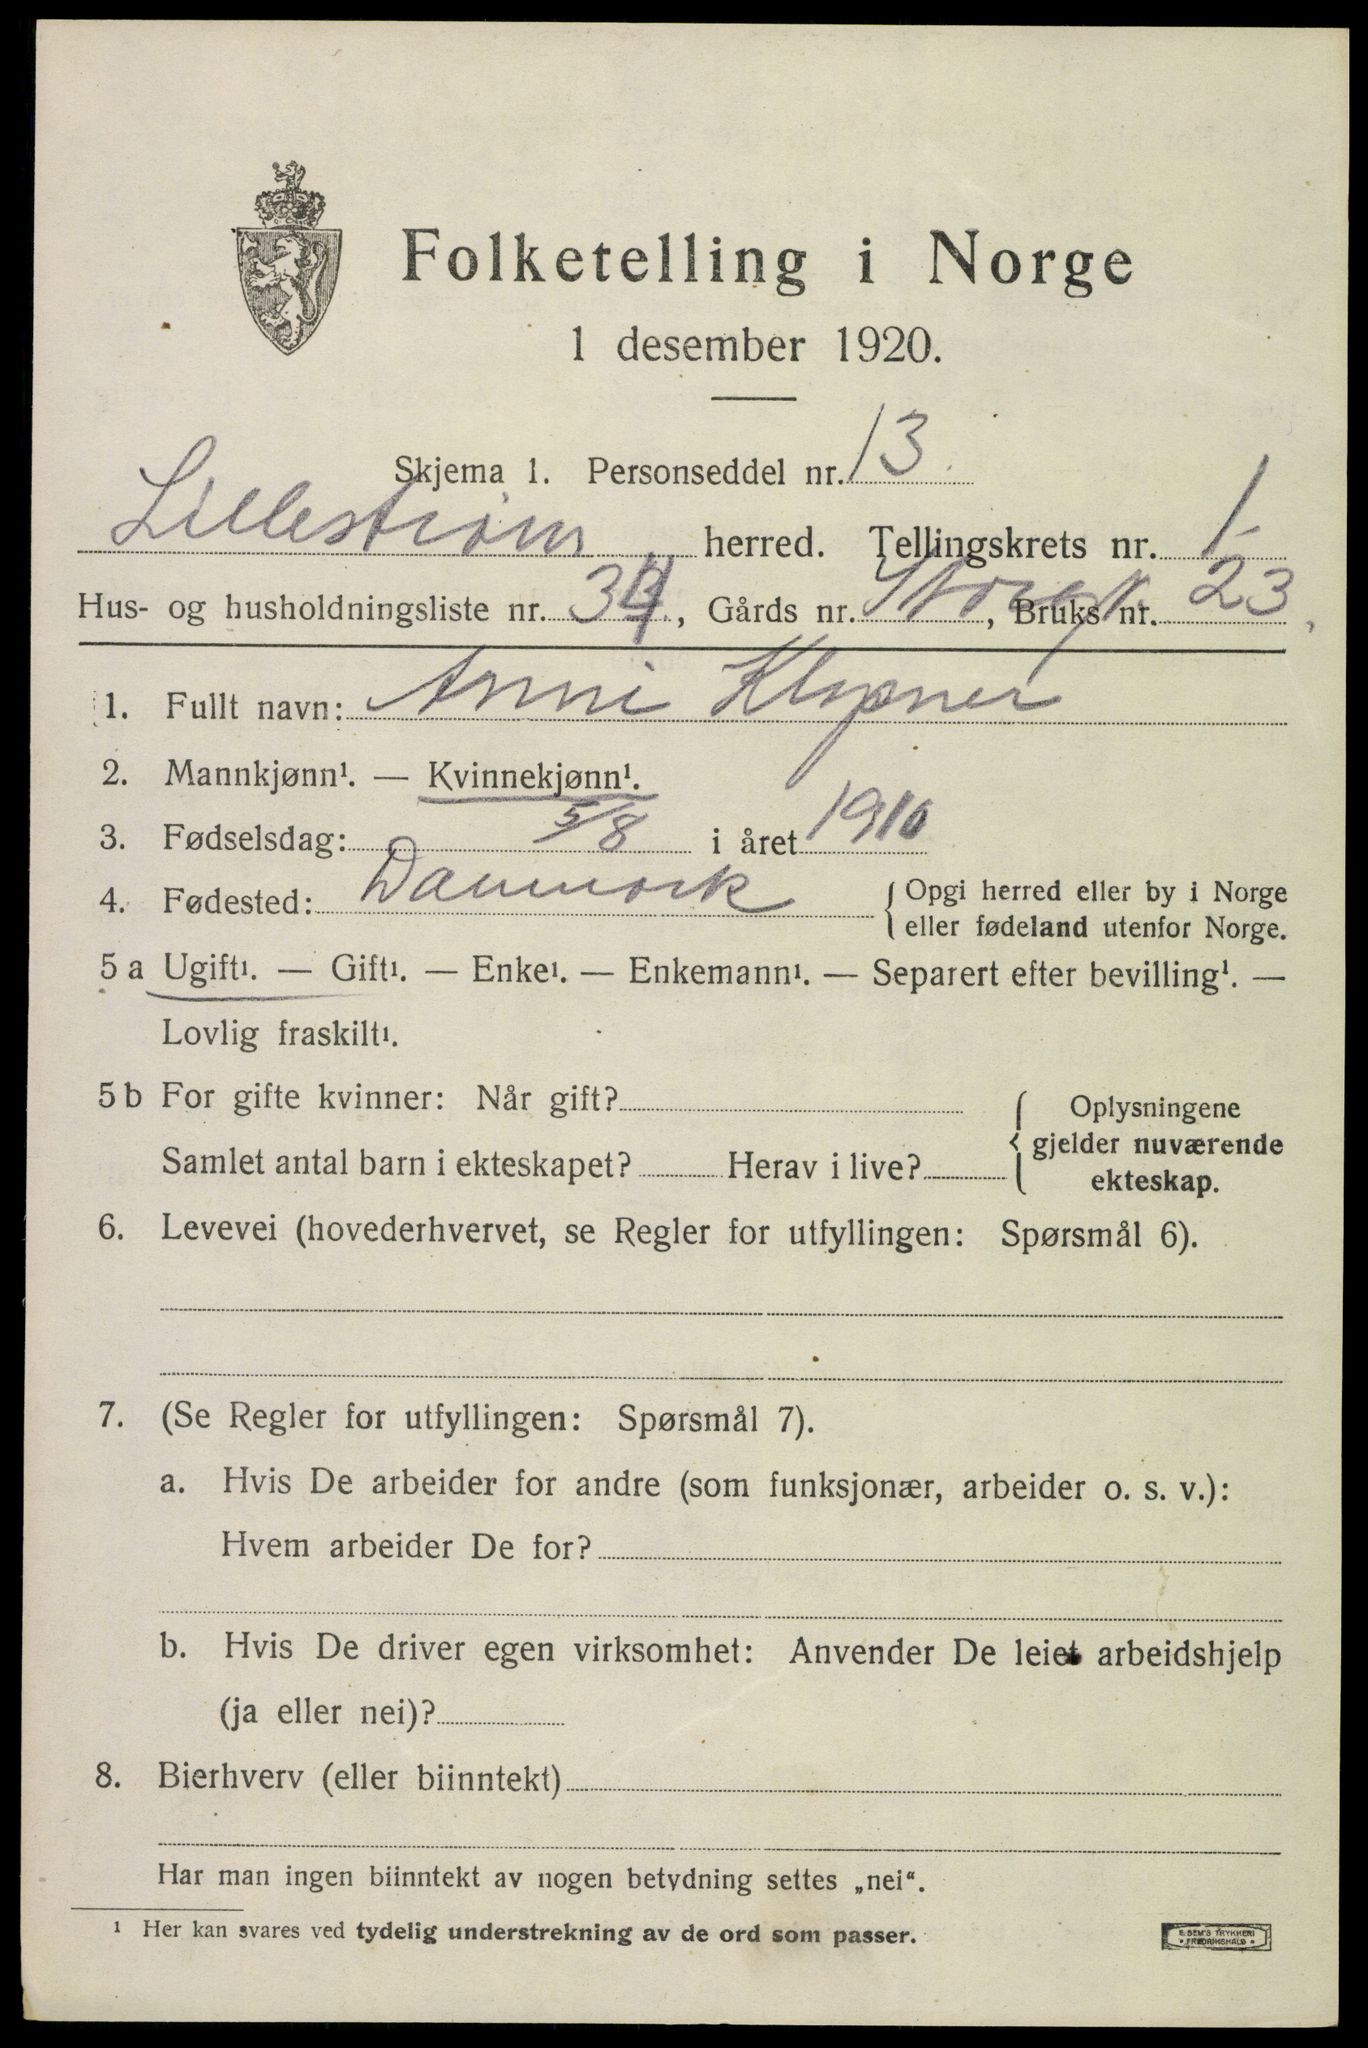 Folketelling i Norge
1 desember 1920.
Skjema 1. Personseddel nr. 13.
Lillestrøm herred. Tellingskrets nr. 1
Hus- og husholdningsliste nr. 34, Gårds nr. Storgt., Bruks nr. 23,
1. Fullt navn: Anni Klapner
2. Mannkjønn¹. — Kvinnekjønn¹.
3. Fødselsdag: 5/8 i året 1910
4. Fødested: Danmark { Opgi herred eller by i Norge
eller fødeland utenfor Norge.
5 a Ugift¹. — Gift¹. — Enke¹. — Enkemann¹. — Separert efter bevilling¹. —
Lovlig fraskilt¹.
5 b For gifte kvinner: Når gift?
Samlet antal barn i ekteskapet? Herav i live?
{ Oplysningene
gjelder nuværende
ekteskap.
6. Levevei (hovederhvervet, se Regler for utfyllingen: Spørsmål 6).
7. (Se Regler for utfyllingen: Spørsmål 7).
a. Hvis De arbeider for andre (som funksjonær, arbeider o. s. v.):
Hvem arbeider De for?
b. Hvis De driver egen virksomhet: Anvender De leiet arbeidshjelp
(ja eller nei)?
8. Bierhverv (eller biinntekt)
Har man ingen biinntekt av nogen betydning settes „nei“.
¹ Her kan svares ved tydelig understrekning av de ord som passer.
E. SEM'S TRYKKERI
• FREDRIKSHALD •